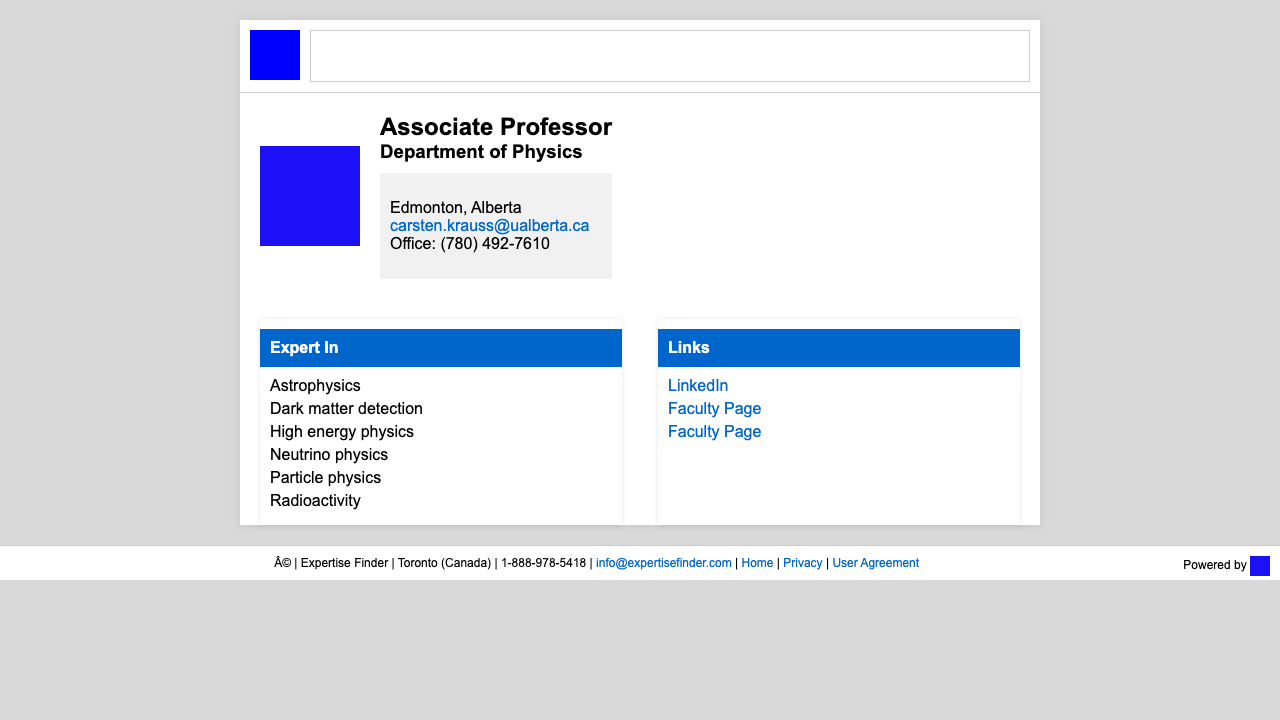 Associate Professor
Department of Physics
Edmonton, Alberta
carsten.krauss@ualberta.ca
Office: (780) 492-7610
Expert In
Astrophysics
Dark matter detection
High energy physics
Neutrino physics
Particle physics
Radioactivity
Links
LinkedIn
Faculty Page
Faculty Page
Â© | Expertise Finder | Toronto (Canada) | 1-888-978-5418 | info@expertisefinder.com | Home | Privacy | User Agreement
Powered by